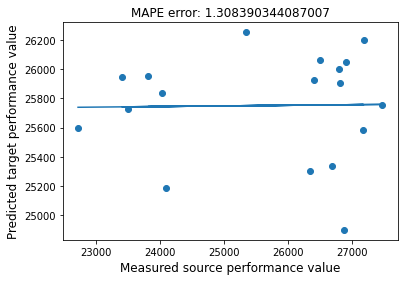 MAPE error: 1.308390344087007
Predicted target performance value
26200
26000
25800
25600
25400
25200
25000
23000 24000 25000 26000 27000
Measured source performance value